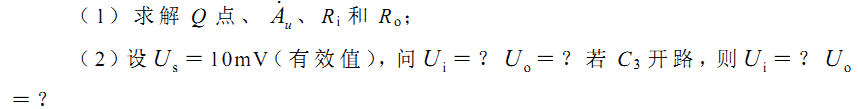 （1）求解 Q 点、 Ȧu、Ri 和 Ro；
（2）设 Us = 10mV（有效值），问 Ui = ? Uo = ? 若 C3 开路，则 Ui = ? Uo
= ?